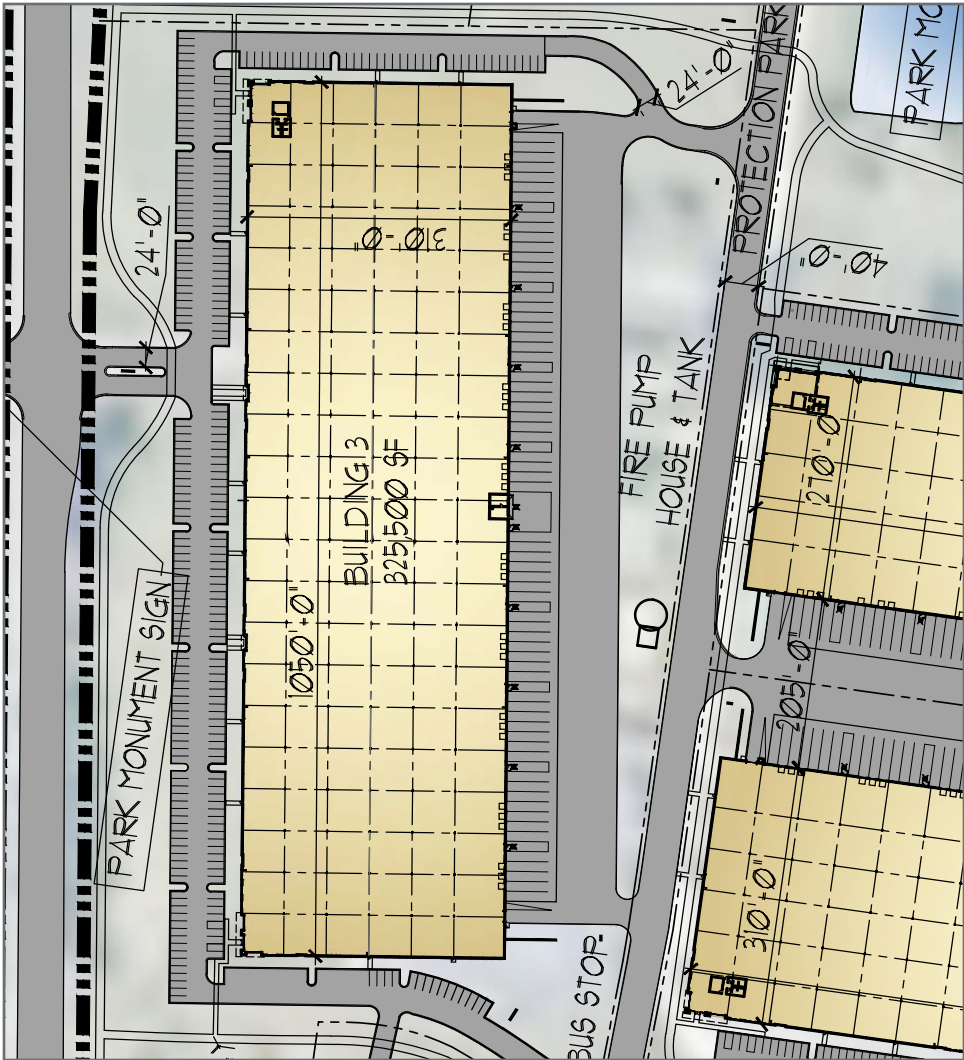 PARK MO
24'-0"
PROTECTION PARK
24'-0"
310'-0"
40'-0"
FIRE PUMP
HOUSE & TANK
270'-0
BUILDING 3
325,500 SF
1050'-0"
PARK MONUMENT SIGN
205'-0"
310'-0"
BUS STOP